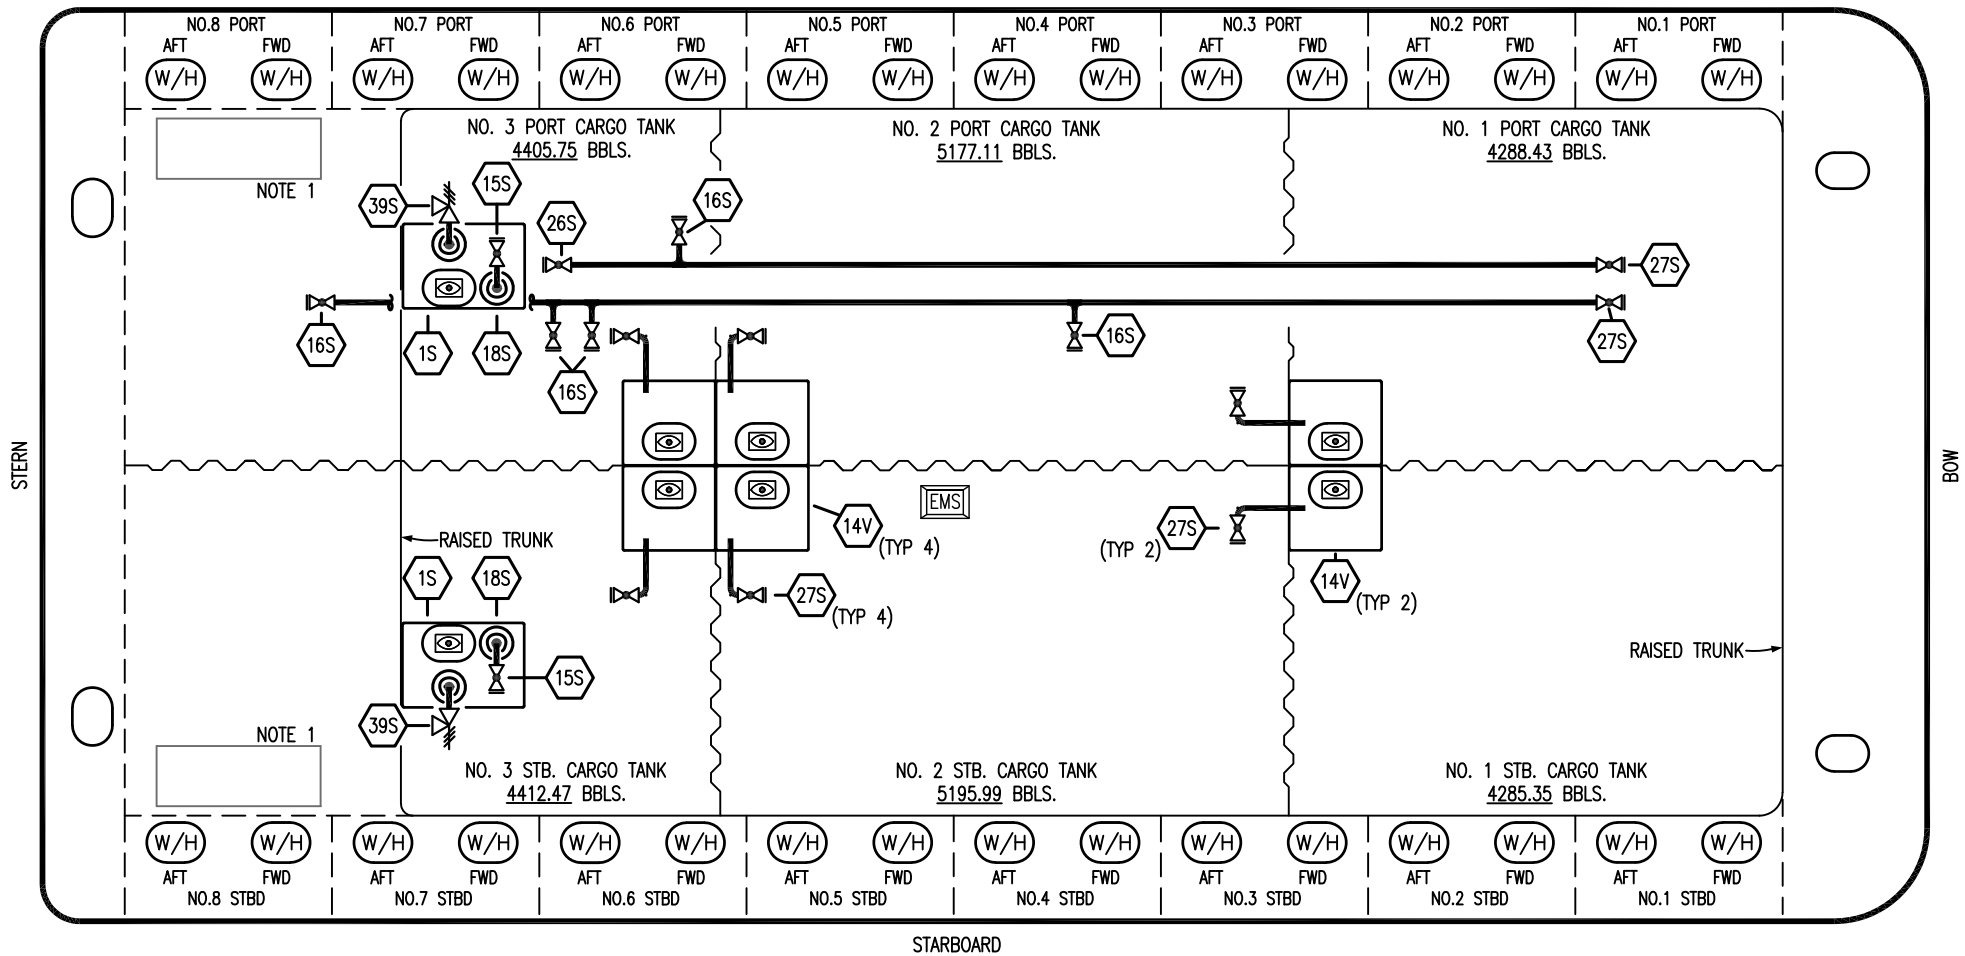 NO.8 PORT NO.7 PORT NO.6 PORT NO.5 PORT NO.4 PORT NO.3 PORT NO.2 PORT NO.1 PORT
AFT FWD AFT FWD AFT FWD AFT FWD AFT FWD AFT FWD AFT FWD AFT FWD
W/H W/H W/H W/H W/H W/H W/H W/H W/H W/H W/H W/H W/H W/H W/H W/H
NO. 3 PORT CARGO TANK NO. 2 PORT CARGO TANK NO. 1 PORT CARGO TANK
4405.75 BBLS. 5177.11 BBLS. 4288.43 BBLS.
NOTE 1 15S
39S 16S
26S
27S
16S 1S 18S 16S 27S
16S
STERN BOW
EMS
14V
(TYP 4)
27S
(TYP 2)
RAISED TRUNK
1S 18S 14V
(TYP 2)
27S
(TYP 4)
RAISED TRUNK
15S
39S
NOTE 1
NO. 3 STB. CARGO TANK NO. 2 STB. CARGO TANK NO. 1 STB. CARGO TANK
4412.47 BBLS. 5195.99 BBLS. 4285.35 BBLS.
W/H W/H W/H W/H W/H W/H W/H W/H W/H W/H W/H W/H W/H W/H W/H W/H
AFT FWD AFT FWD AFT FWD AFT FWD AFT FWD AFT FWD AFT FWD AFT FWD
NO.8 STBD NO.7 STBD NO.6 STBD NO.5 STBD NO.4 STBD NO.3 STBD NO.2 STBD NO.1 STBD
STARBOARD